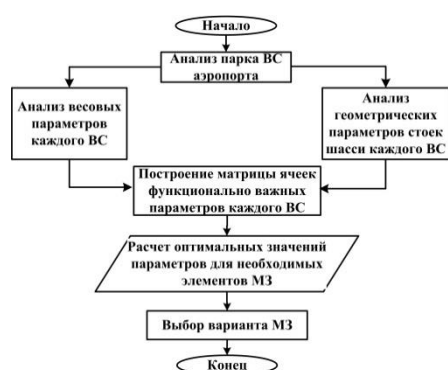 Начало
Анализ парка ВС
аэропорта
Анализ весовых
параметров
каждого ВС
Анализ
геометрических
параметров стоек
шасси каждого ВС
Построение матрицы ячеек
функционально важных
параметров каждого ВС
Расчет оптимальных значений
параметров для необходимых
элементов МЗ
Выбор варианта МЗ
Конец